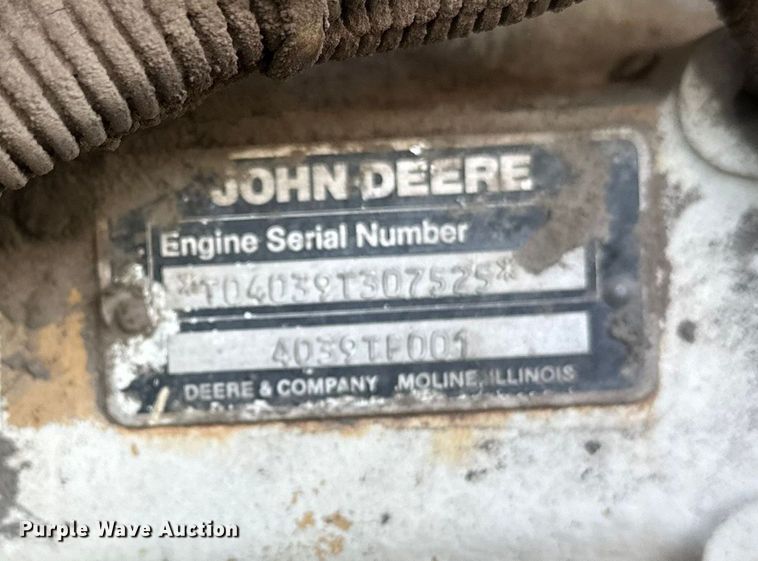 JOHN DEERE
Engine Serial Number
*T04039T307525*
4039TF001
DEERE & COMPANY MOLINE, ILLINOIS
Purple Wave Auction